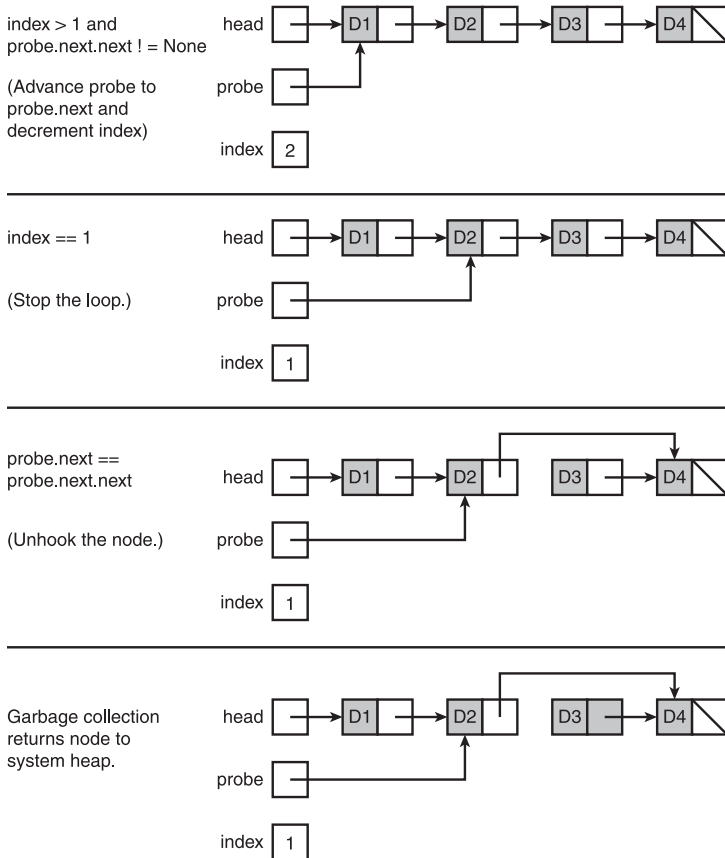 index > 1 and
probe.next.next ! = None
(Advance probe to
probe.next and
decrement index)
head D1 D2 D3 D4
probe
index 2
index == 1
(Stop the loop.)
head D1 D2 D3 D4
probe
index 1
probe.next ==
probe.next.next
(Unhook the node.)
head D1 D2 D3 D4
probe
index 1
Garbage collection
returns node to
system heap.
head D1 D2 D3 D4
probe
index 1